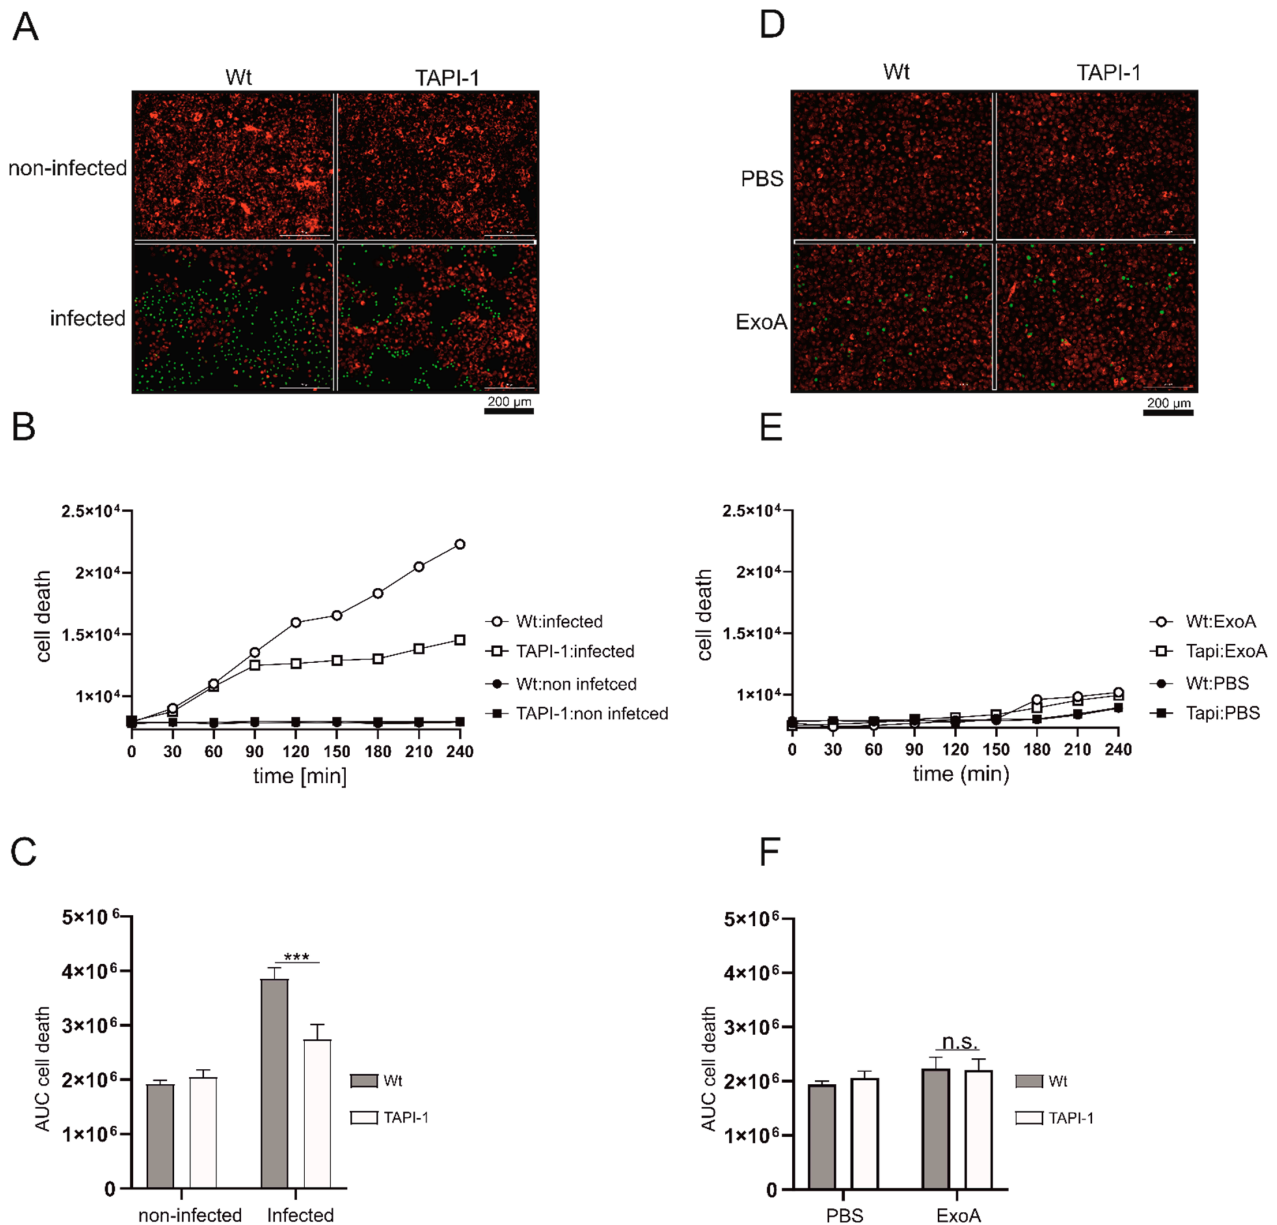 A
Wt TAPI-1
non-infected
infected
200 µm
B
2.5×10⁴
2×10⁴
1.5×10⁴
1×10⁴
cell death
0 30 60 90 120 150 180 210 240
time [min]
Wt:infected
TAPI-1:infected
Wt:non infetced
TAPI-1:non infetced
C
5×10⁶
4×10⁶
3×10⁶
2×10⁶
1×10⁶
0
AUC cell death
***
non-infected Infected
Wt
TAPI-1
D
Wt TAPI-1
PBS
ExoA
200 µm
E
2.5×10⁴
2×10⁴
1.5×10⁴
1×10⁴
cell death
0 30 60 90 120 150 180 210 240
time (min)
Wt:ExoA
Tapi:ExoA
Wt:PBS
Tapi:PBS
F
5×10⁶
4×10⁶
3×10⁶
2×10⁶
1×10⁶
0
AUC cell death
n.s.
PBS ExoA
Wt
TAPI-1